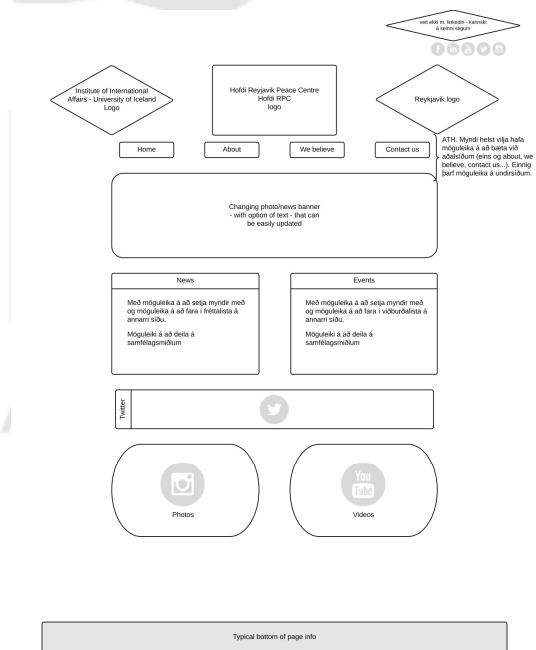 veit ekki m. linkedin - kannski
á seinni stigum
Institute of International
Affairs - University of Iceland
Logo
Hofdi Reyjavik Peace Centre
Hofdi RPC
logo
Reykjavik logo
Home
About
We believe
Contact us
ATH. Myndi helst vilja hafa
möguleika á að bæta við
aðalsíðum (eins og about, we
believe, contact us...). Einnig
þarf möguleika á undirsíðum.
Changing photo/news banner
- with option of text - that can
be easily updated
News
Með möguleika á að setja myndir með
og möguleika á að fara í fréttalista á
annarri síðu.
Möguleiki á að deila á
samfélagsmiðlum
Events
Með möguleika á að setja myndir með
og möguleika á að fara í viðburðalista á
annarri síðu.
Möguleiki á að deila á
samfélagsmiðlum
Twitter
Photos
You
Tube
Videos
Typical bottom of page info